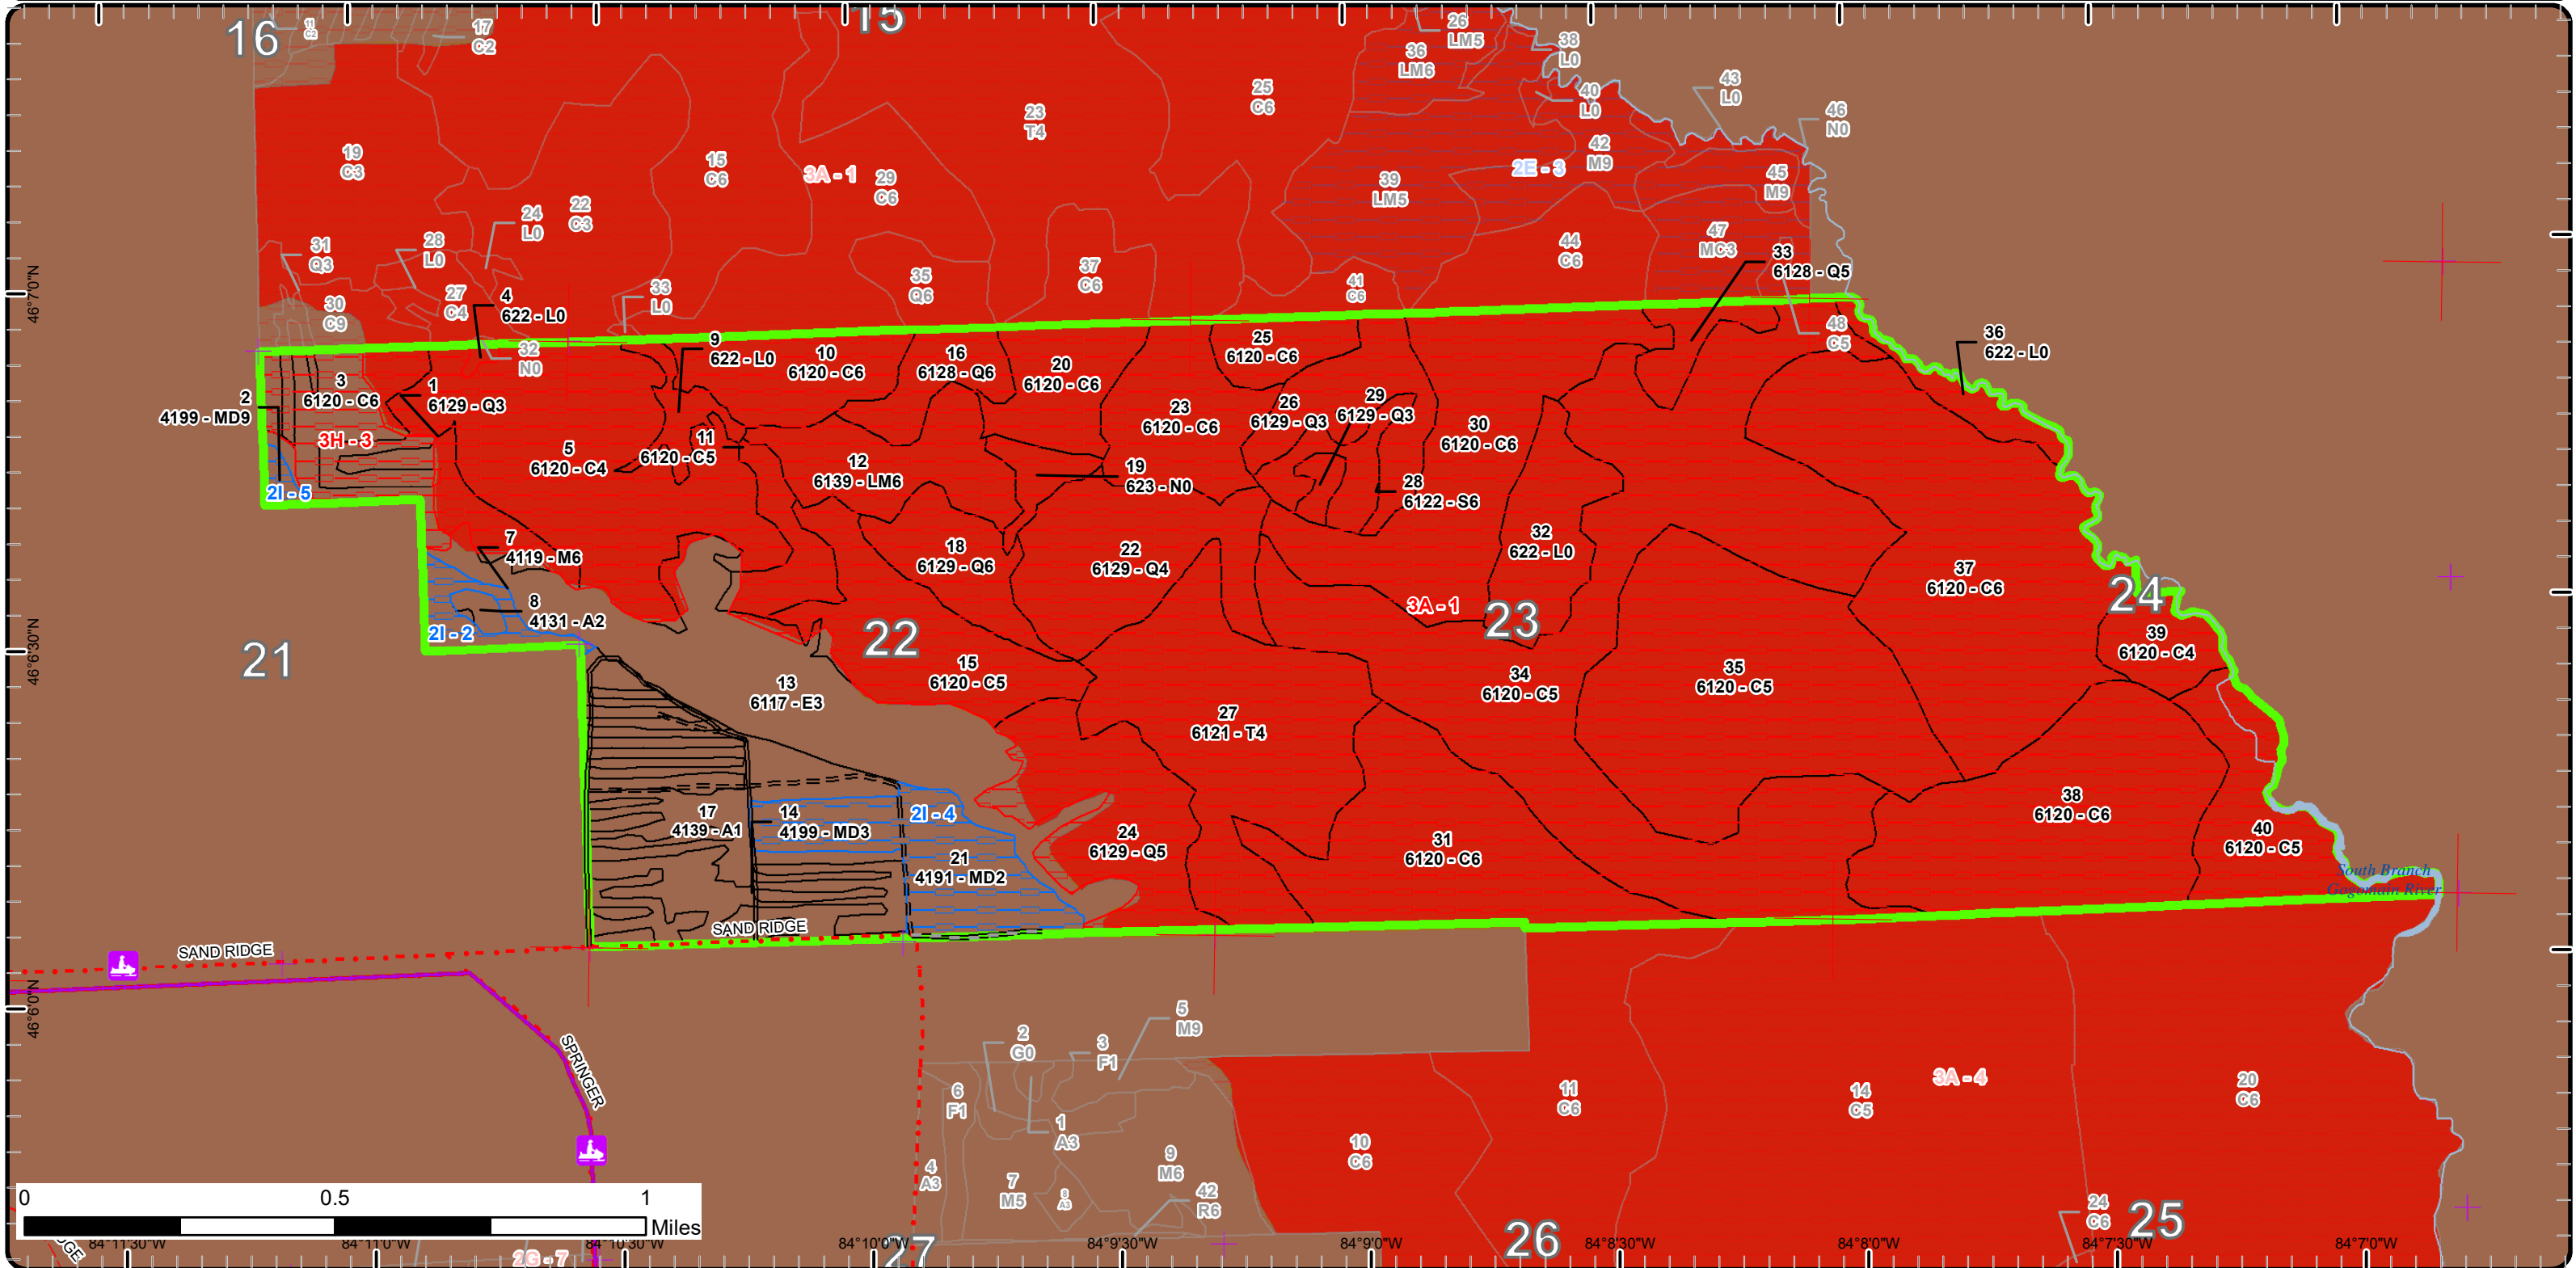 16
11
C2
17
C2
15
26
LM5
36
LM6
38
L0
40
L0
43
L0
46
N0
25
C6
23
T4
42
M9
19
C3
15
C6
3A - 1
29
C6
2E - 3
39
LM5
45
M9
24
L0
22
C3
31
Q3
28
L0
47
MC3
44
C6
33
6128 - Q5
35
Q6
37
C6
41
C6
33
L0
27
C4
30
C9
4
622 - L0
32
N0
48
C5
36
622 - L0
46°7'0"N
9
622 - L0
10
6120 - C6
16
6128 - Q6
20
6120 - C6
25
6120 - C6
2
4199 - MD9
3
6120 - C6
1
6129 - Q3
3H - 3
23
6120 - C6
26
6129 - Q3
29
6129 - Q3
30
6120 - C6
5
6120 - C4
11
6120 - C5
12
6139 - LM6
19
623 - N0
28
6122 - S6
2I - 5
7
4119 - M6
18
6129 - Q6
22
6129 - Q4
32
622 - L0
37
6120 - C6
8
4131 - A2
2I - 2
3A - 1
24
23
22
21
46°6'30"N
39
6120 - C4
13
6117 - E3
15
6120 - C5
34
6120 - C5
35
6120 - C5
27
6121 - T4
17
4139 - A1
14
4199 - MD3
2I - 4
24
6129 - Q5
31
6120 - C6
38
6120 - C6
40
6120 - C5
21
4191 - MD2
South Branch
Gogomain River
SAND RIDGE
SAND RIDGE
46°6'0"N
SPRINGER
2
G0
3
F1
5
M9
6
F1
1
A3
4
A3
7
M5
8
A3
9
M6
42
R6
10
C6
11
C6
14
C5
3A - 4
20
C6
24
C6
25
26
27
0
0.5
1
Miles
2G - 7
84°11'30"W
84°11'0"W
84°10'30"W
84°10'0"W
84°9'30"W
84°9'0"W
84°8'30"W
84°8'0"W
84°7'30"W
84°7'0"W